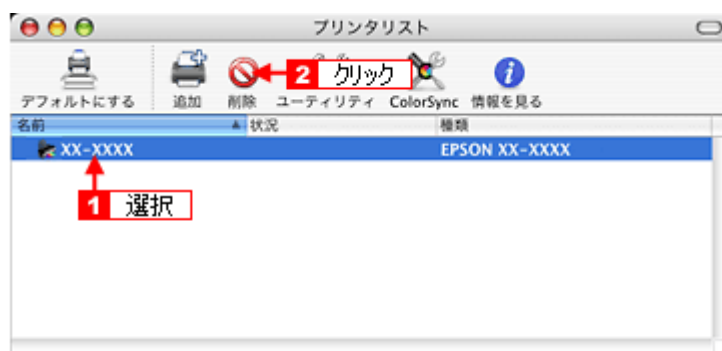 プリンタリスト
2 クリック
デフォルトにする 追加 削除 ユーティリティ ColorSync 情報を見る
名前 状況 種類
XX-XXXX EPSON XX-XXXX
1 選択